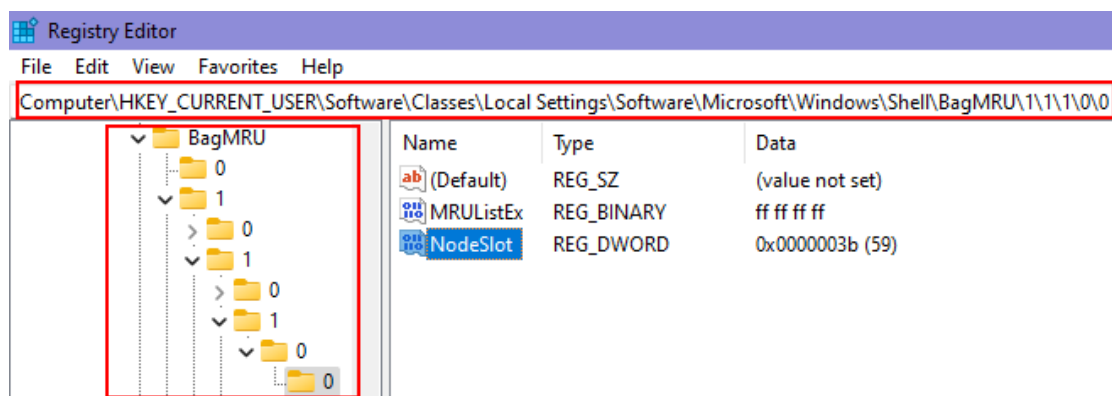 Registry Editor
File Edit View Favorites Help
Computer\HKEY_CURRENT_USER\Software\Classes\Local Settings\Software\Microsoft\Windows\Shell\BagMRU\1\1\1\0\0
BagMRU
0
1
0
1
0
1
0
0
Name Type Data
(Default) REG_SZ (value not set)
MRUListEx REG_BINARY ff ff ff ff
NodeSlot REG_DWORD 0x0000003b (59)